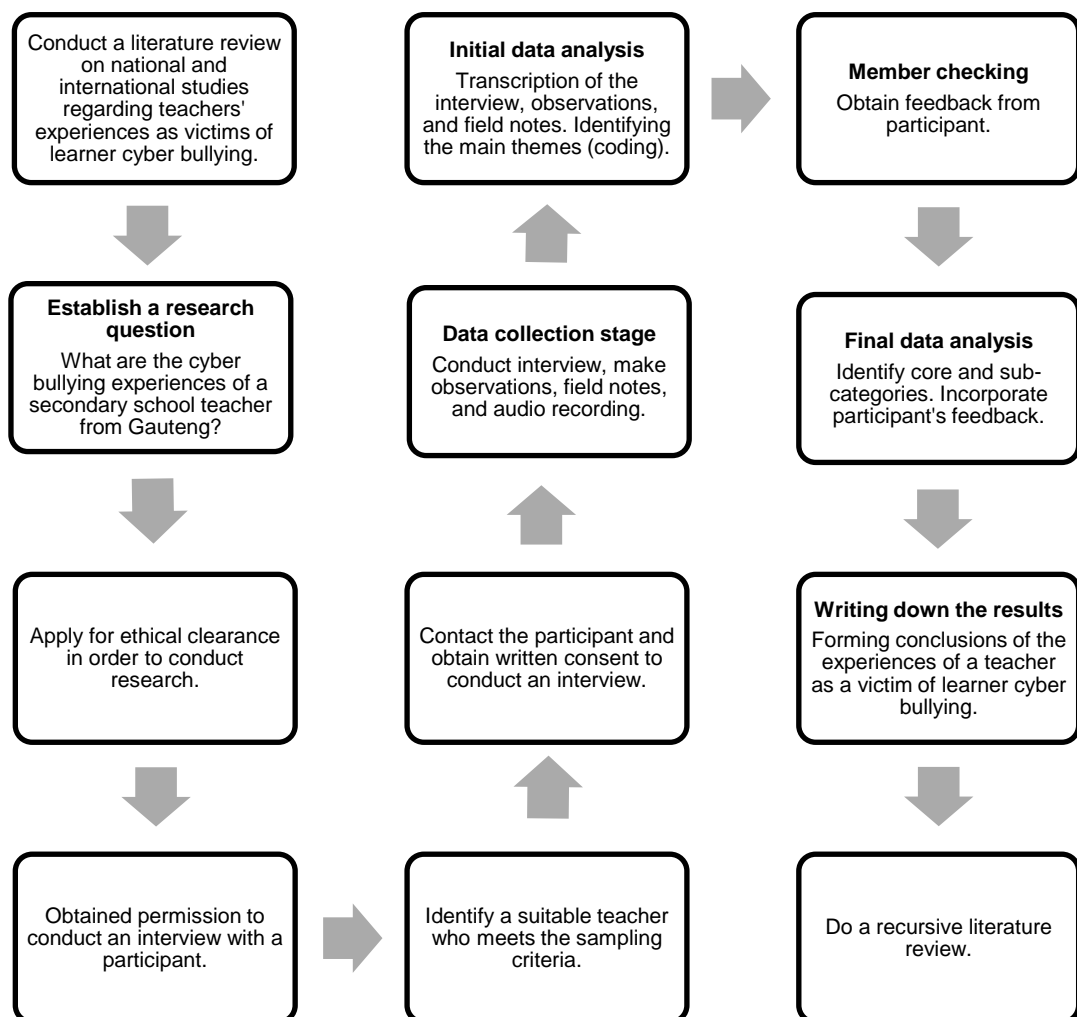 Conduct a literature review
on national and
international studies
regarding teachers'
experiences as victims of
learner cyber bullying.
Establish a research
question
What are the cyber
bullying experiences of a
secondary school teacher
from Gauteng?
Apply for ethical clearance
in order to conduct
research.
Obtained permission to
conduct an interview with a
participant.
Identify a suitable teacher
who meets the sampling
criteria.
Contact the participant and
obtain written consent to
conduct an interview.
Data collection stage
Conduct interview, make
observations, field notes,
and audio recording.
Initial data analysis
Transcription of the
interview, observations,
and field notes. Identifying
the main themes (coding).
Member checking
Obtain feedback from
participant.
Final data analysis
Identify core and sub-
categories. Incorporate
participant's feedback.
Writing down the results
Forming conclusions of the
experiences of a teacher
as a victim of learner cyber
bullying.
Do a recursive literature
review.